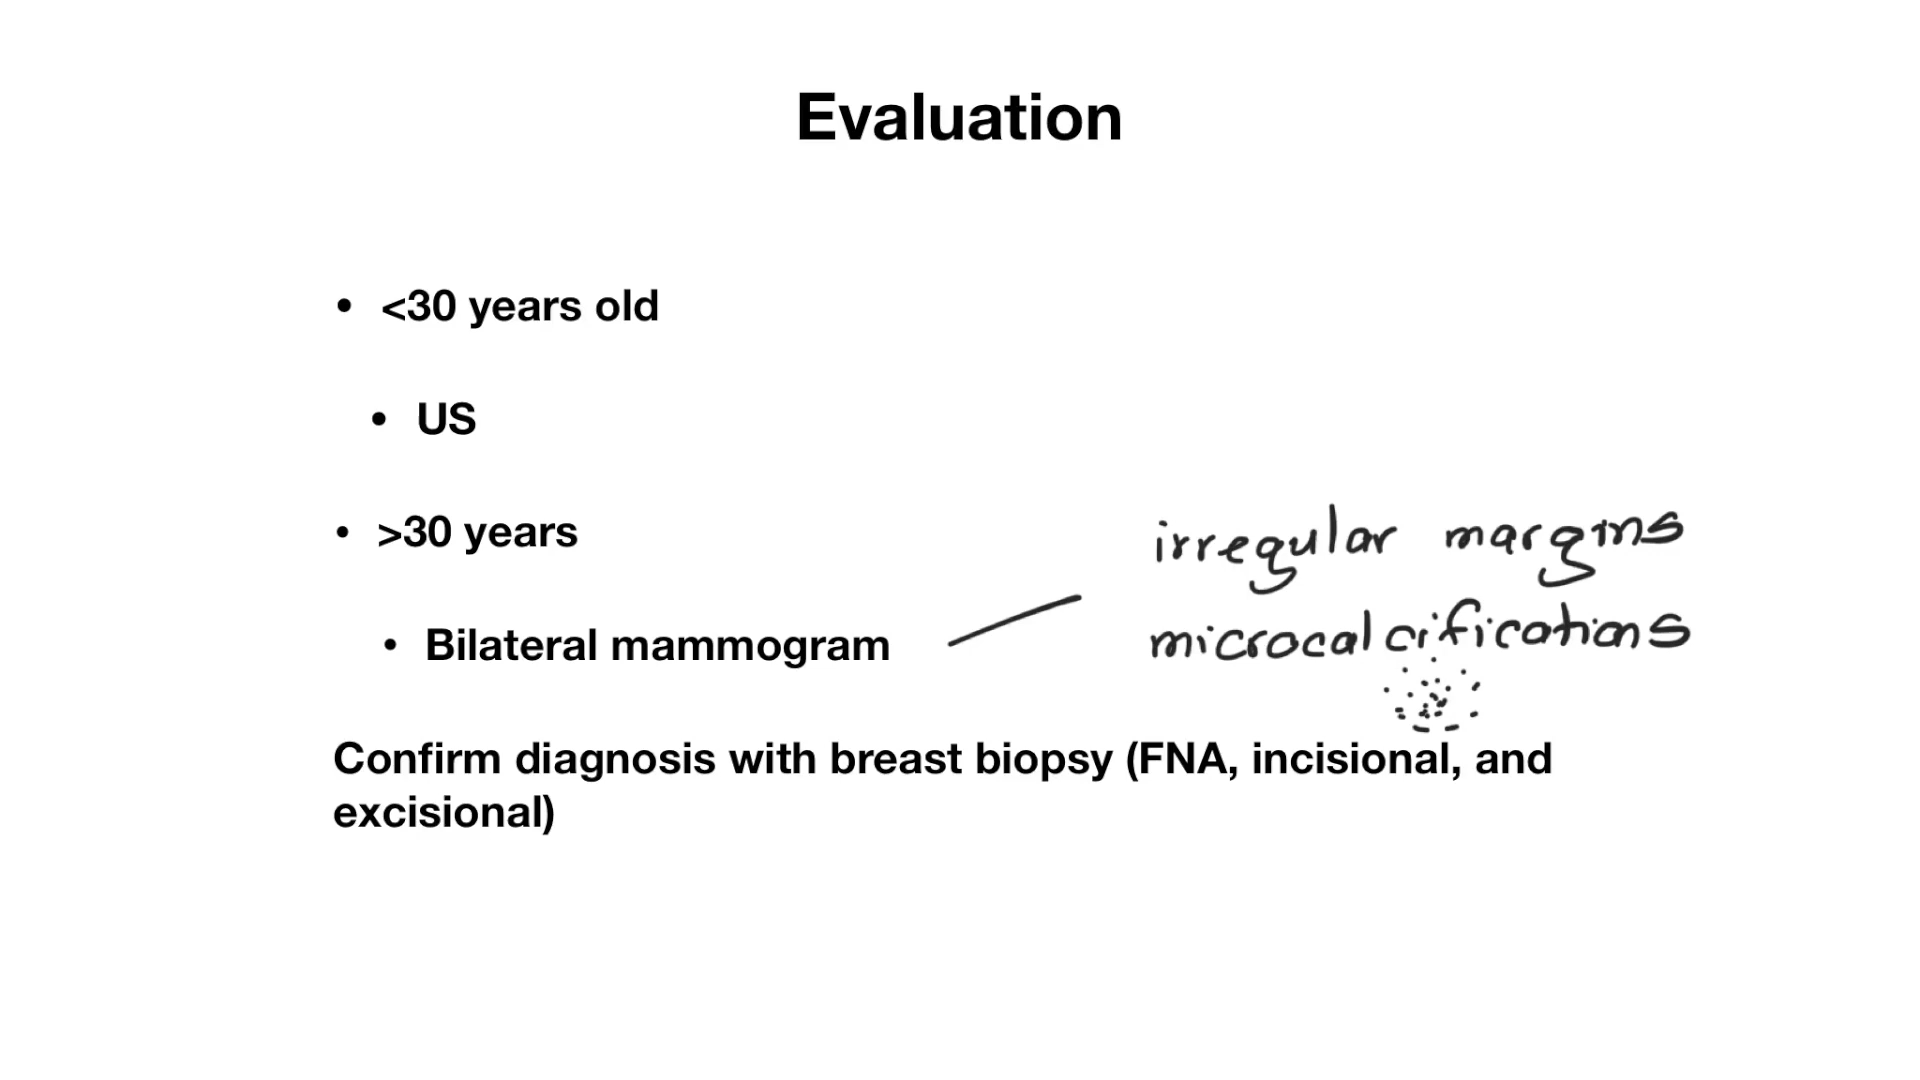 Evaluation
• <30 years old
• US
• >30 years
irregular margins
• Bilateral mammogram
microcalcifications
Confirm diagnosis with breast biopsy (FNA, incisional, and
excisional)